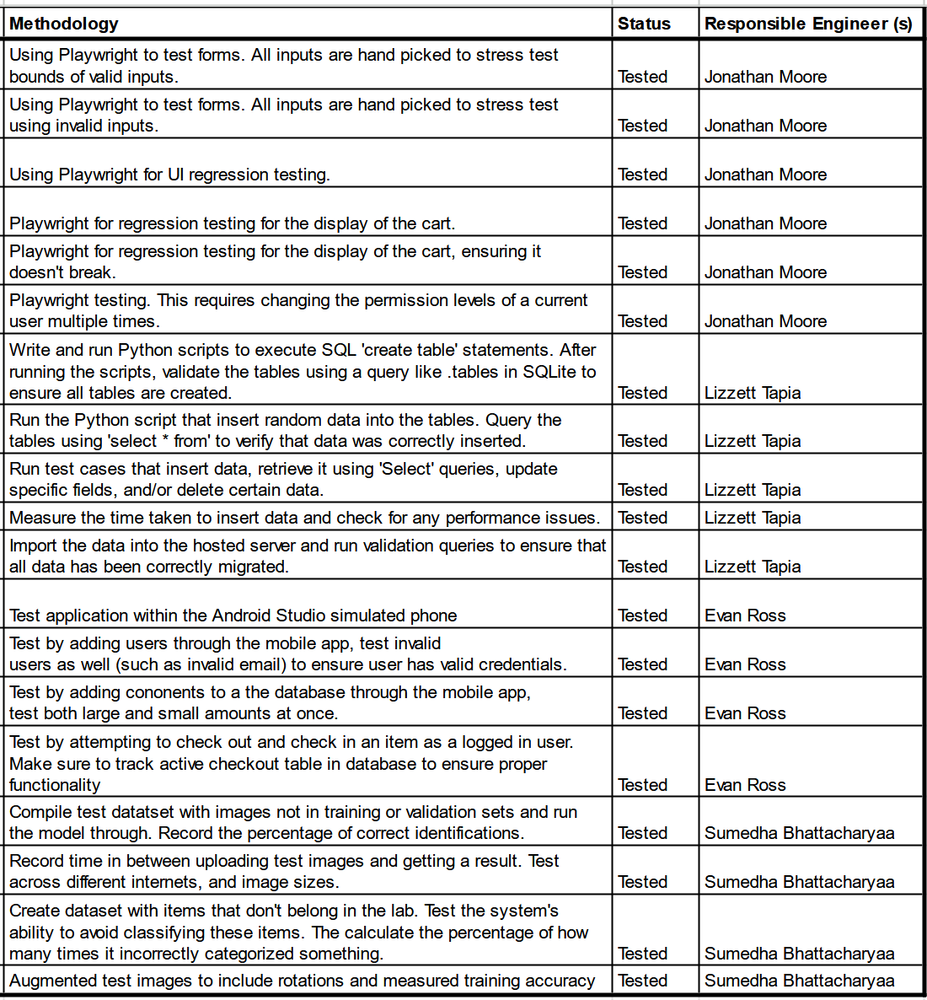 Methodology Status Responsible Engineer (s)
Using Playwright to test forms. All inputs are hand picked to stress test
bounds of valid inputs. Tested Jonathan Moore
Using Playwright to test forms. All inputs are hand picked to stress test
using invalid inputs. Tested Jonathan Moore
Using Playwright for UI regression testing. Tested Jonathan Moore
Playwright for regression testing for the display of the cart. Tested Jonathan Moore
Playwright for regression testing for the display of the cart, ensuring it
doesn't break. Tested Jonathan Moore
Playwright testing. This requires changing the permission levels of a current
user multiple times. Tested Jonathan Moore
Write and run Python scripts to execute SQL 'create table' statements. After
running the scripts, validate the tables using a query like .tables in SQLite to
ensure all tables are created. Tested Lizzett Tapia
Run the Python script that insert random data into the tables. Query the
tables using 'select * from' to verify that data was correctly inserted. Tested Lizzett Tapia
Run test cases that insert data, retrieve it using 'Select' queries, update
specific fields, and/or delete certain data. Tested Lizzett Tapia
Measure the time taken to insert data and check for any performance issues. Tested Lizzett Tapia
Import the data into the hosted server and run validation queries to ensure that
all data has been correctly migrated. Tested Lizzett Tapia
Test application within the Android Studio simulated phone Tested Evan Ross
Test by adding users through the mobile app, test invalid
users as well (such as invalid email) to ensure user has valid credentials. Tested Evan Ross
Test by adding cononents to a the database through the mobile app,
test both large and small amounts at once. Tested Evan Ross
Test by attempting to check out and check in an item as a logged in user.
Make sure to track active checkout table in database to ensure proper
functionality Tested Evan Ross
Compile test datatset with images not in training or validation sets and run
the model through. Record the percentage of correct identifications. Tested Sumedha Bhattacharyaa
Record time in between uploading test images and getting a result. Test
across different internets, and image sizes. Tested Sumedha Bhattacharyaa
Create dataset with items that don't belong in the lab. Test the system's
ability to avoid classifying these items. The calculate the percentage of how
many times it incorrectly categorized something. Tested Sumedha Bhattacharyaa
Augmented test images to include rotations and measured training accuracy Tested Sumedha Bhattacharyaa